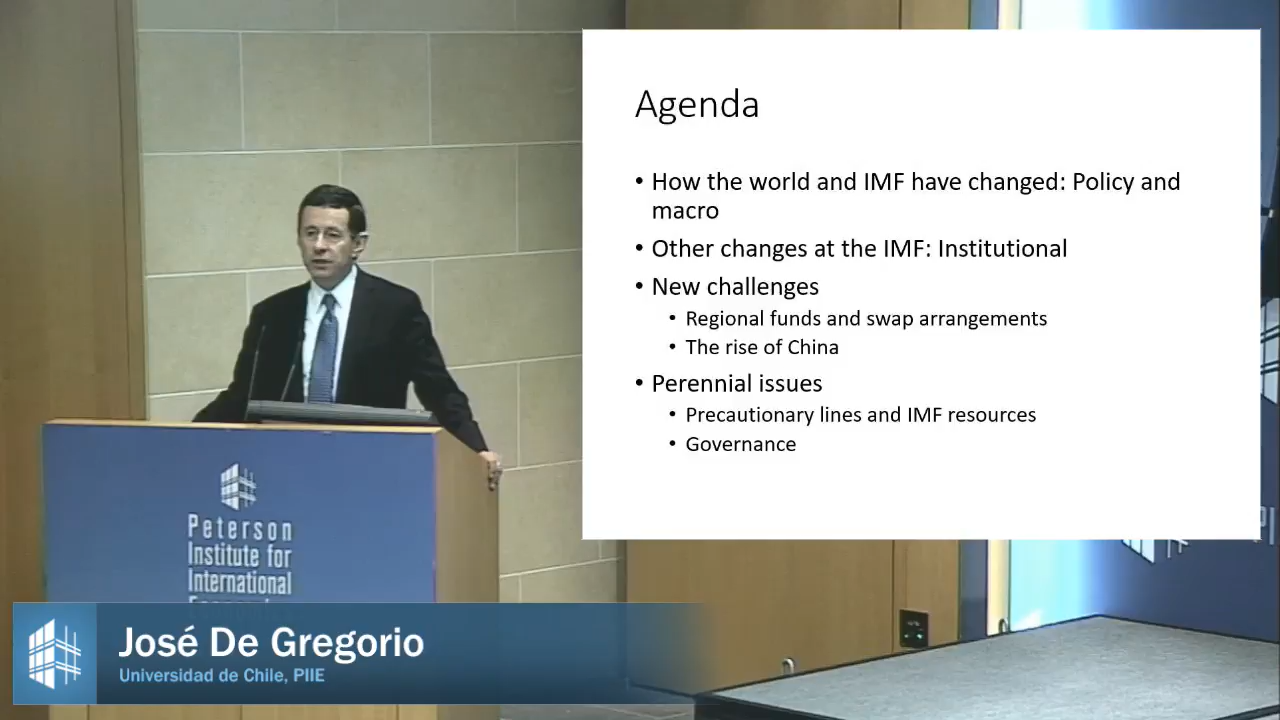 Agenda
• How the world and IMF have changed: Policy and
macro
• Other changes at the IMF: Institutional
• New challenges
• Regional funds and swap arrangements
• The rise of China
• Perennial issues
• Precautionary lines and IMF resources
• Governance
Peterson
Institute for
International
José De Gregorio
Universidad de Chile, PIIE